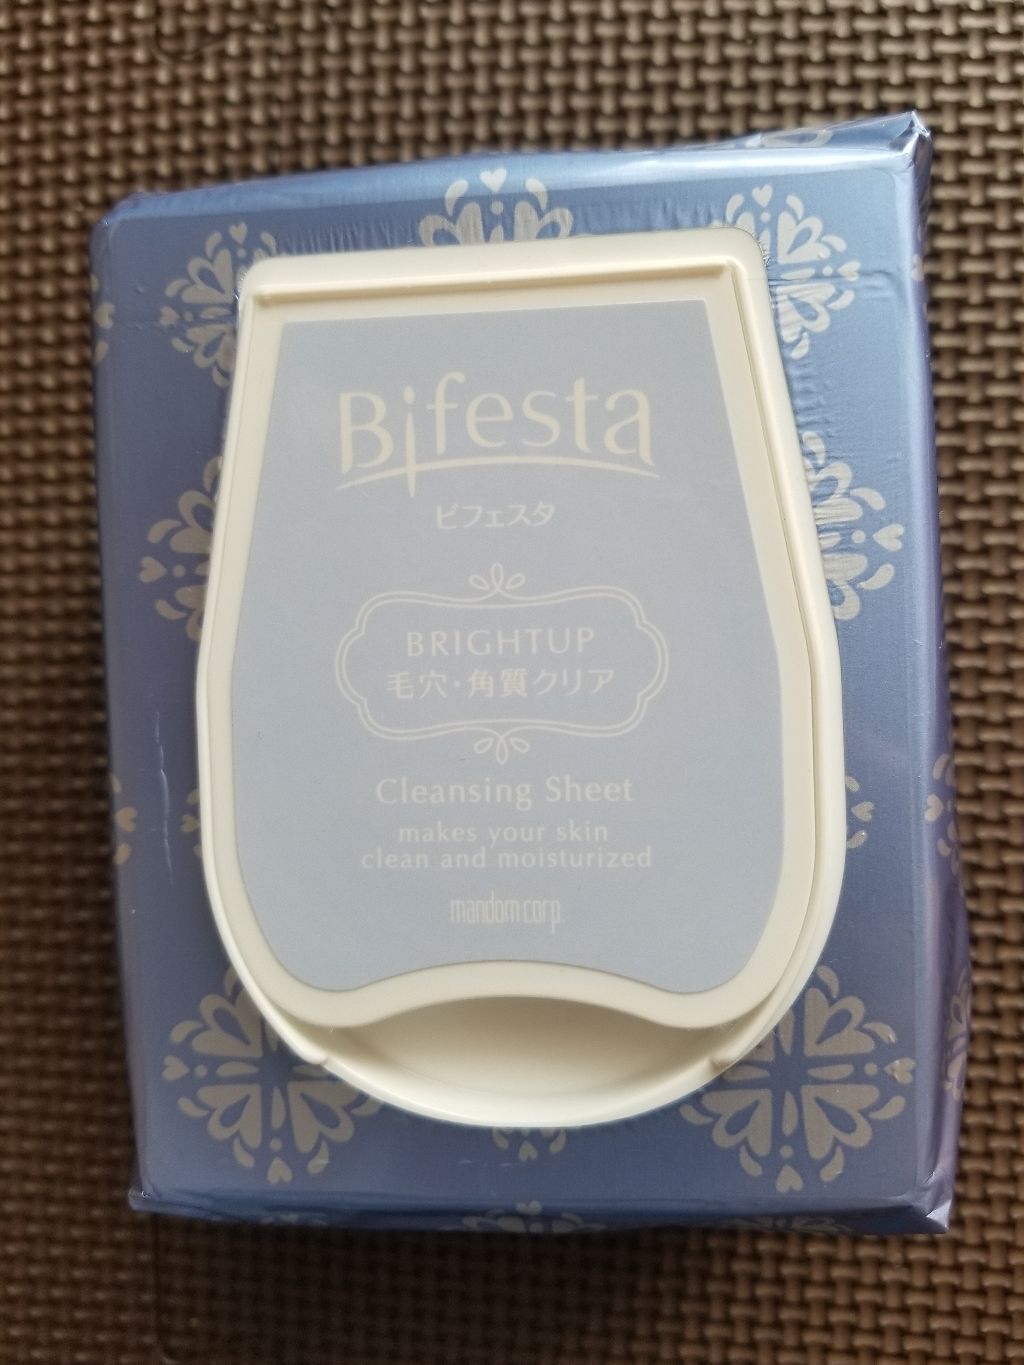 Bifesta
ビフェスタ
BRIGHTUP
毛穴・角質クリア
Cleansing Sheet
makes your skin
clean and moisturized
mandom corp.